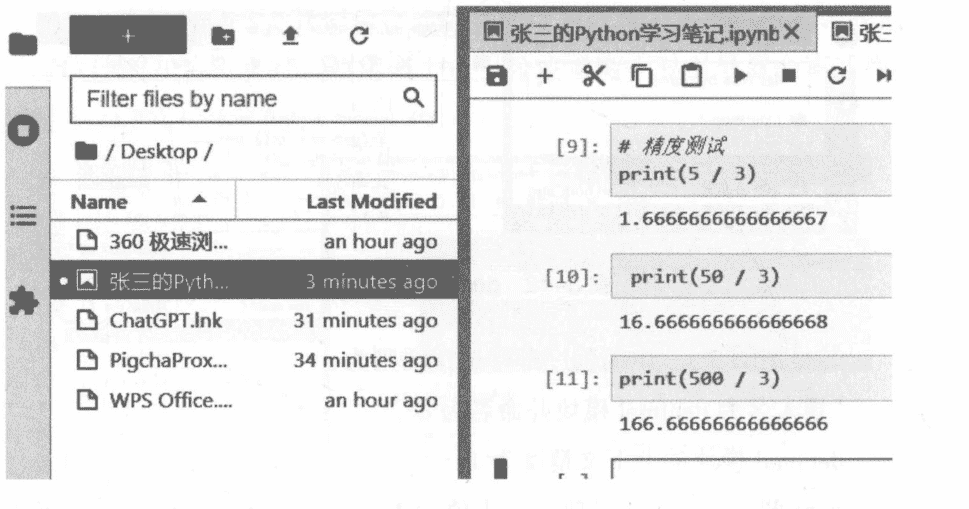 +
Filter files by name
/ Desktop /
Name Last Modified
360 极速浏... an hour ago
张三的Pyth... 3 minutes ago
ChatGPT.lnk 31 minutes ago
PigchaProx... 34 minutes ago
WPS Office.... an hour ago
张三的Python学习笔记.ipynb ×
张三
[9]: # 精度测试
print(5 / 3)
1.6666666666666667
[10]: print(50 / 3)
16.666666666666668
[11]: print(500 / 3)
166.66666666666666